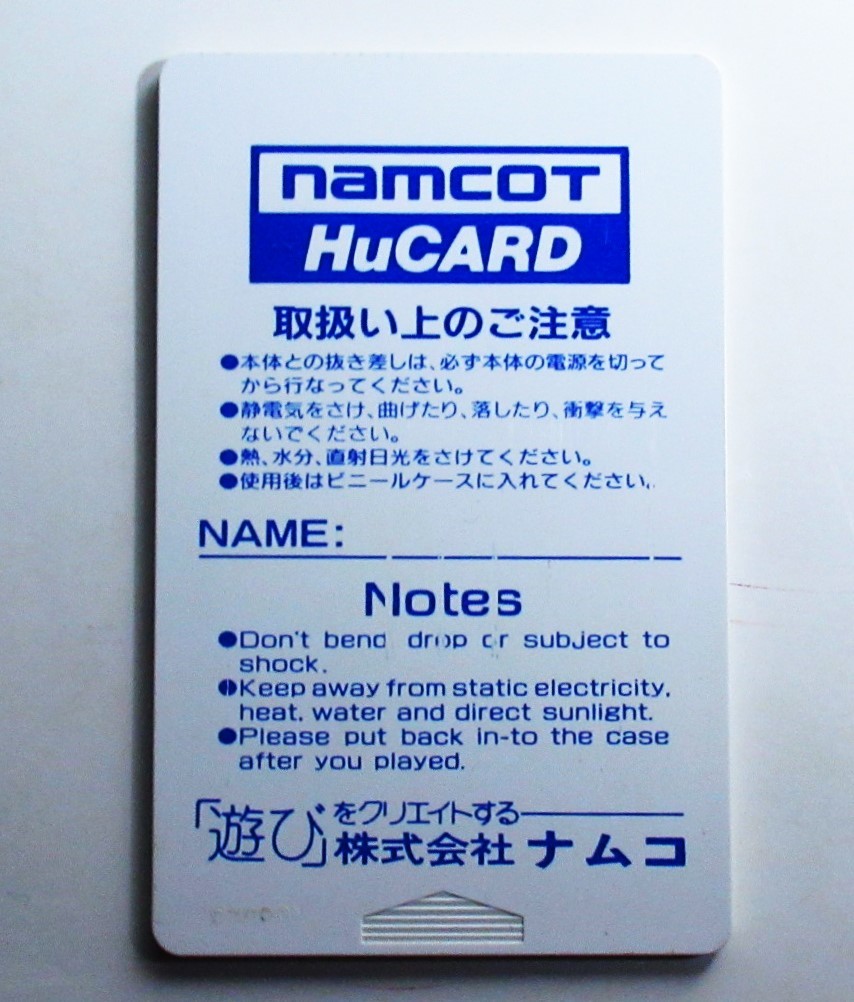 namcot
HuCARD
取扱い上のご注意
●本体との抜き差しは、必ず本体の電源を切って
から行なってください。
●静電気をさけ、曲げたり、落したり、衝撃を与え
ないでください。
●熱、水分、直射日光をさけてください。
●使用後はビニールケースに入れてください。
NAME:
Notes
●Don't bend drop or subject to
shock.
●Keep away from static electricity,
heat, water and direct sunlight.
●Please put back in-to the case
after you played.
「遊び」をクリエイトする——
株式会社ナムコ